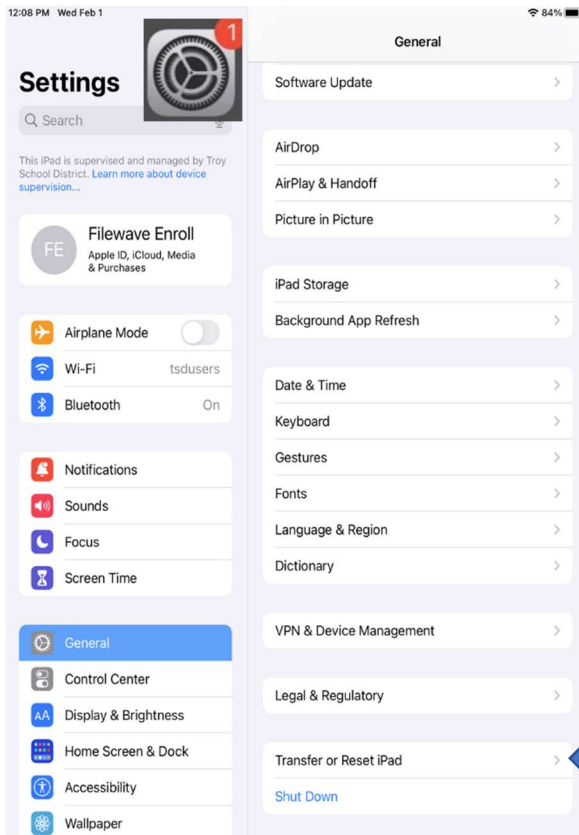 12:08 PM Wed Feb 1
84%
1
Settings
Search
This iPad is supervised and managed by Troy
School District. Learn more about device
supervision...
FE
Filewave Enroll
Apple ID, iCloud, Media
& Purchases
Airplane Mode
Wi-Fi tsdusers
Bluetooth On
Notifications
Sounds
Focus
Screen Time
General
Control Center
AA Display & Brightness
Home Screen & Dock
Accessibility
Wallpaper
General
Software Update
AirDrop
AirPlay & Handoff
Picture in Picture
iPad Storage
Background App Refresh
Date & Time
Keyboard
Gestures
Fonts
Language & Region
Dictionary
VPN & Device Management
Legal & Regulatory
Transfer or Reset iPad
Shut Down